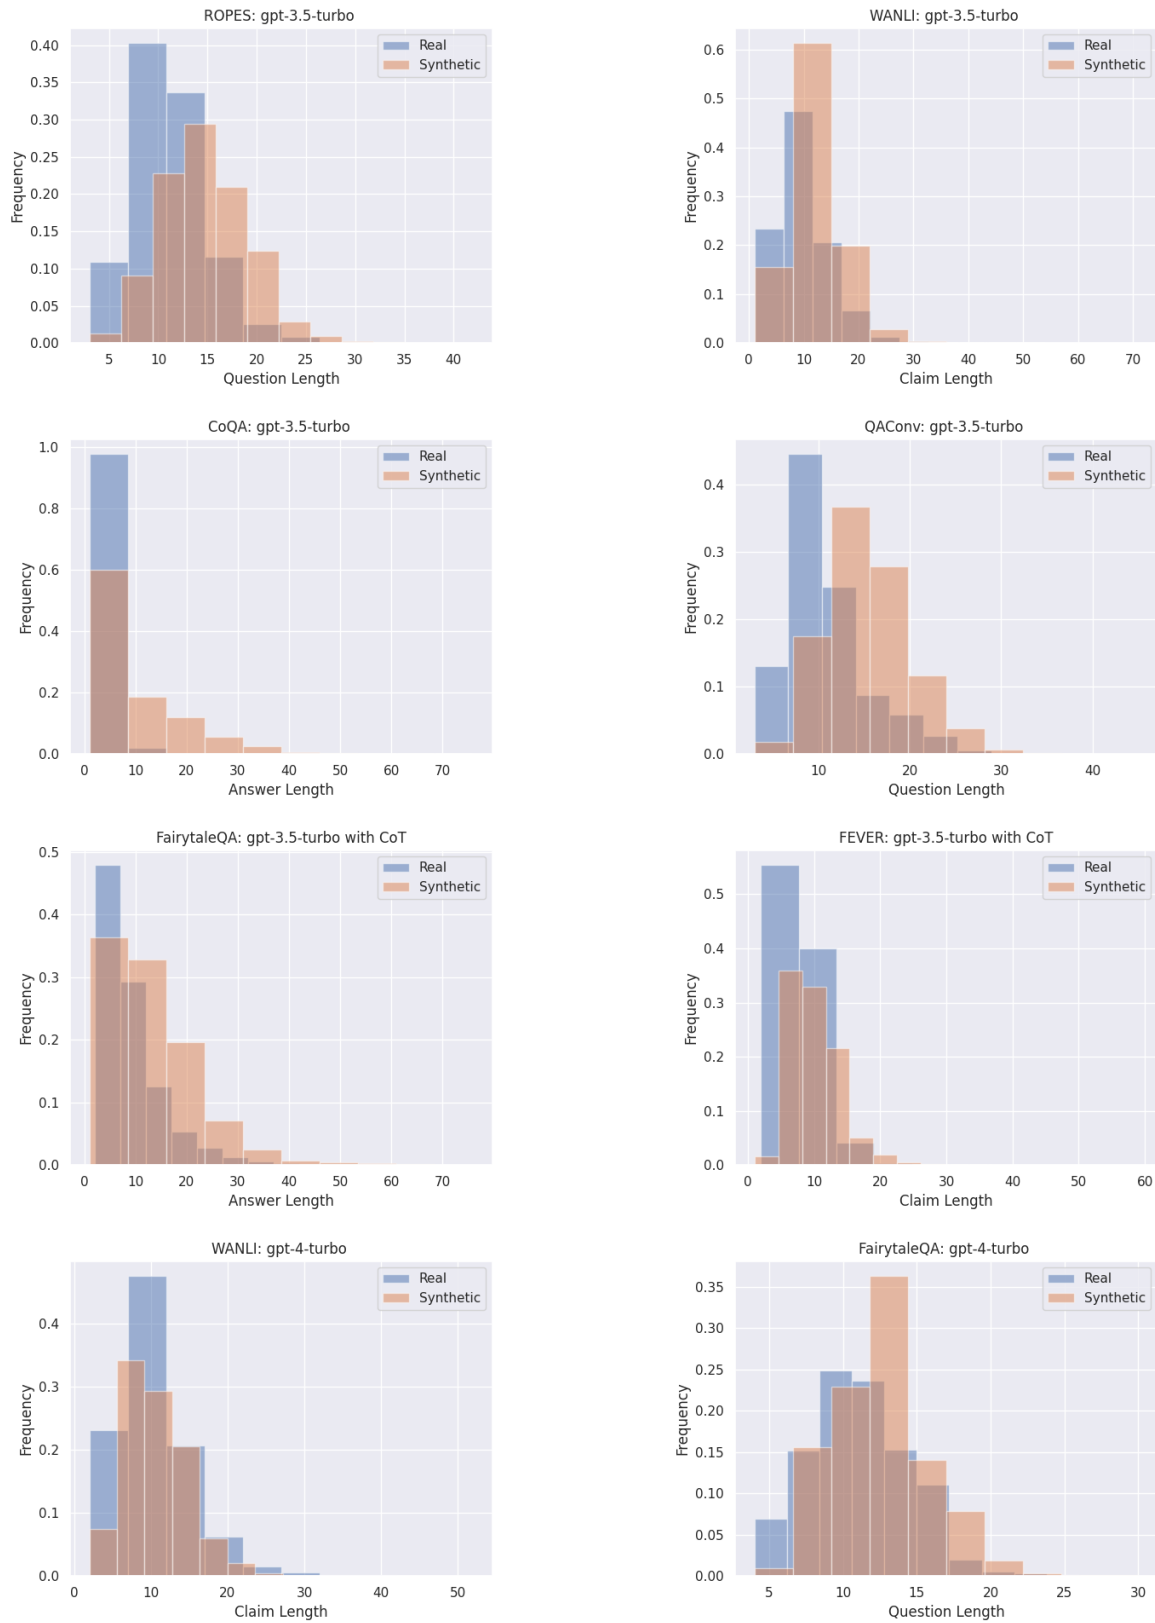 ROPES: gpt-3.5-turbo
Frequency
0.40
0.35
0.30
0.25
0.20
0.15
0.10
0.05
0.00
Real
Synthetic
5 10 15 20 25 30 35 40
Question Length
WANLI: gpt-3.5-turbo
Frequency
0.6
0.5
0.4
0.3
0.2
0.1
0.0
Real
Synthetic
0 10 20 30 40 50 60 70
Claim Length
CoQA: gpt-3.5-turbo
Frequency
1.0
0.8
0.6
0.4
0.2
0.0
Real
Synthetic
0 10 20 30 40 50 60 70
Answer Length
QAConv: gpt-3.5-turbo
Frequency
0.4
0.3
0.2
0.1
0.0
Real
Synthetic
10 20 30 40
Question Length
FairytaleQA: gpt-3.5-turbo with CoT
Frequency
0.5
0.4
0.3
0.2
0.1
0.0
Real
Synthetic
0 10 20 30 40 50 60 70
Answer Length
FEVER: gpt-3.5-turbo with CoT
Frequency
0.5
0.4
0.3
0.2
0.1
0.0
Real
Synthetic
0 10 20 30 40 50 60
Claim Length
WANLI: gpt-4-turbo
Frequency
0.4
0.3
0.2
0.1
0.0
Real
Synthetic
0 10 20 30 40 50
Claim Length
FairytaleQA: gpt-4-turbo
Frequency
0.35
0.30
0.25
0.20
0.15
0.10
0.05
0.00
Real
Synthetic
5 10 15 20 25 30
Question Length